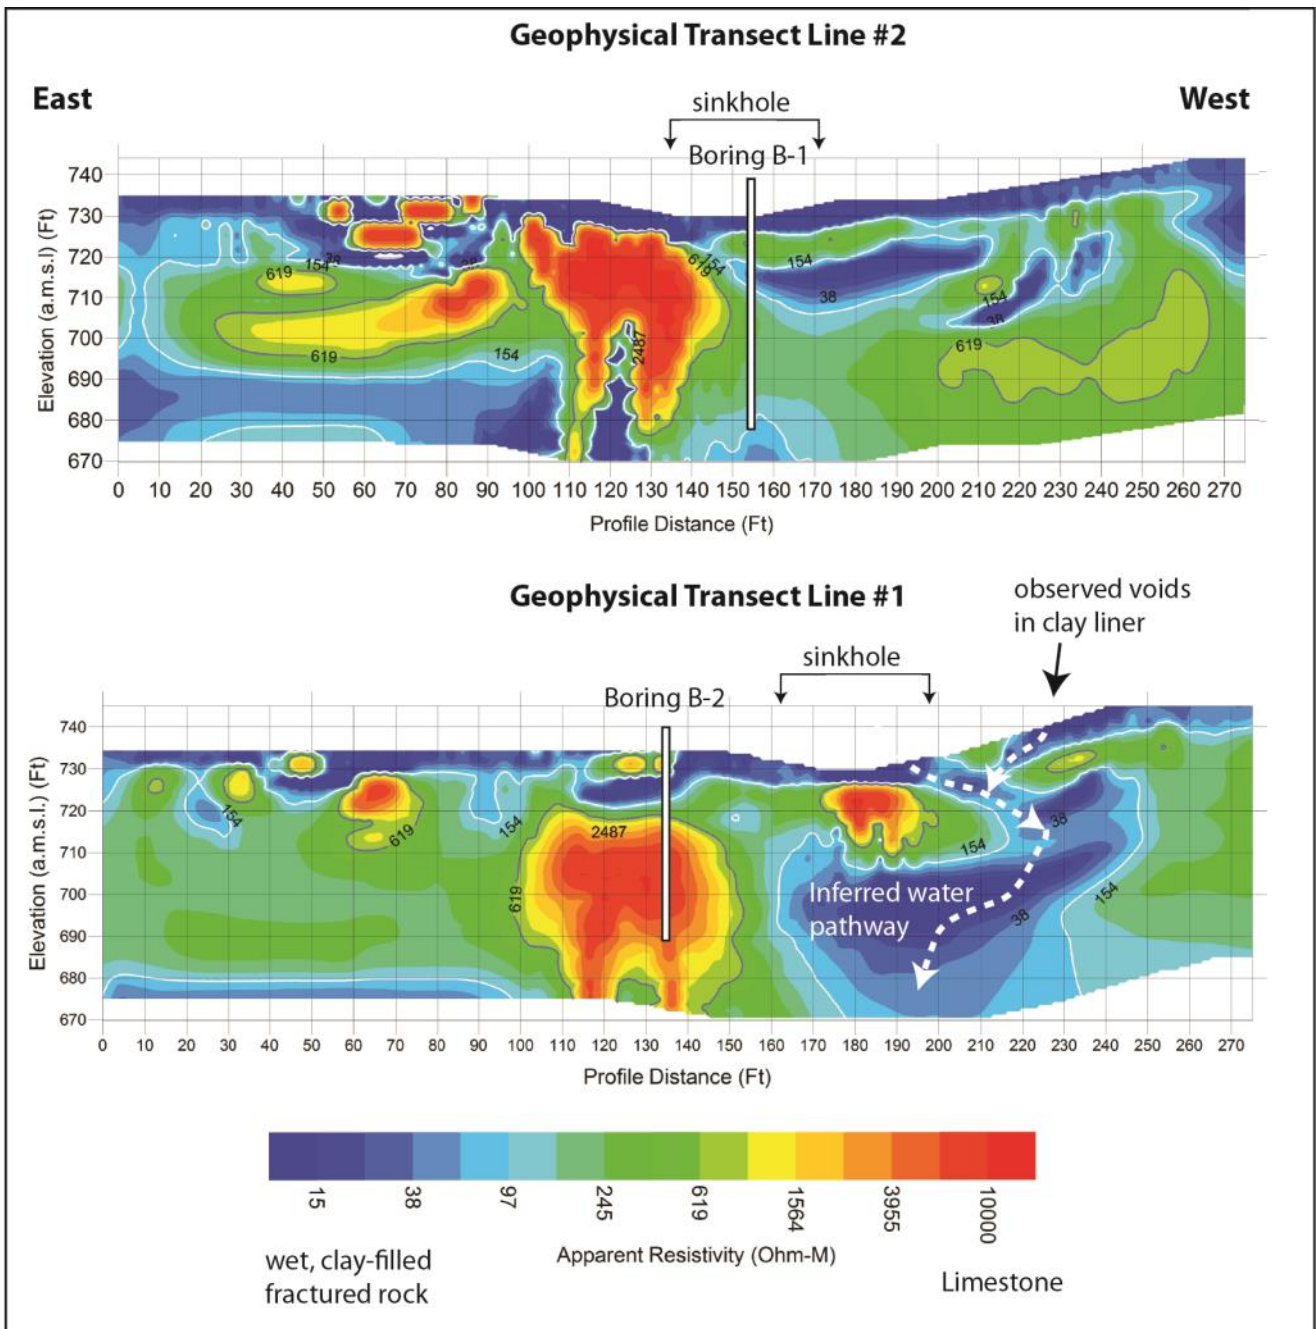 Geophysical Transect Line #2
East
West
sinkhole
Boring B-1
740
730
720
710
700
690
680
670
Elevation (a.m.s.l) (Ft)
619
154
38
38
619
154
2487
619
154
154
38
154
38
619
0 10 20 30 40 50 60 70 80 90 100 110 120 130 140 150 160 170 180 190 200 210 220 230 240 250 260 270
Profile Distance (Ft)
Geophysical Transect Line #1
observed voids
in clay liner
sinkhole
Boring B-2
740
730
720
710
700
690
680
670
Elevation (a.m.s.l.) (Ft)
154
619
154
2487
619
154
38
154
38
Inferred water
pathway
0 10 20 30 40 50 60 70 80 90 100 110 120 130 140 150 160 170 180 190 200 210 220 230 240 250 260 270
Profile Distance (Ft)
15 38 97 245 619 1564 3955 10000
Apparent Resistivity (Ohm-M)
wet, clay-filled
fractured rock
Limestone